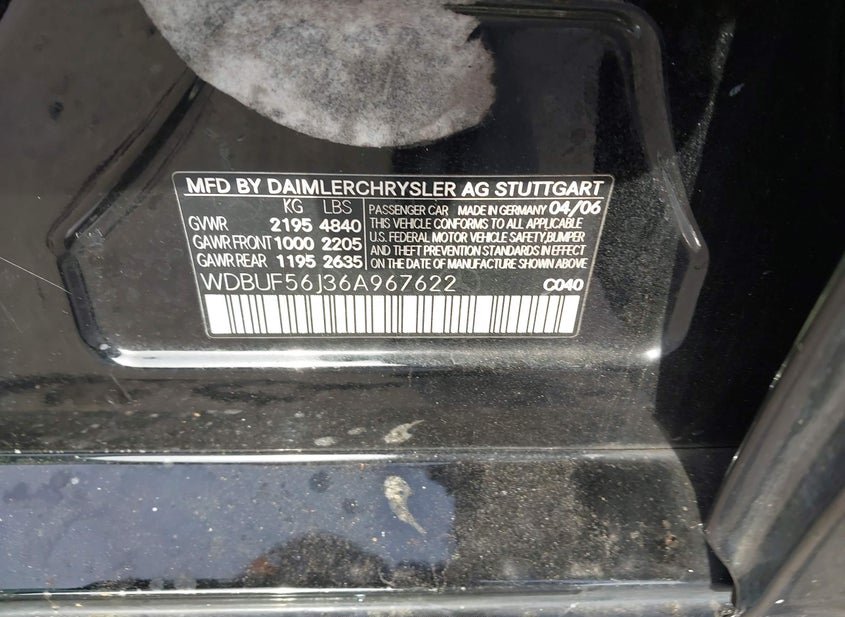 MFD BY DAIMLERCHRYSLER AG STUTTGART
KG LBS
GVWR 2195 4840
GAWR FRONT 1000 2205
GAWR REAR 1195 2635
PASSENGER CAR MADE IN GERMANY 04/06
THIS VEHICLE CONFORMS TO ALL APPLICABLE
U.S. FEDERAL MOTOR VEHICLE SAFETY, BUMPER
AND THEFT PREVENTION STANDARDS IN EFFECT
ON THE DATE OF MANUFACTURE SHOWN ABOVE
WDBUF56J36A967622 C040